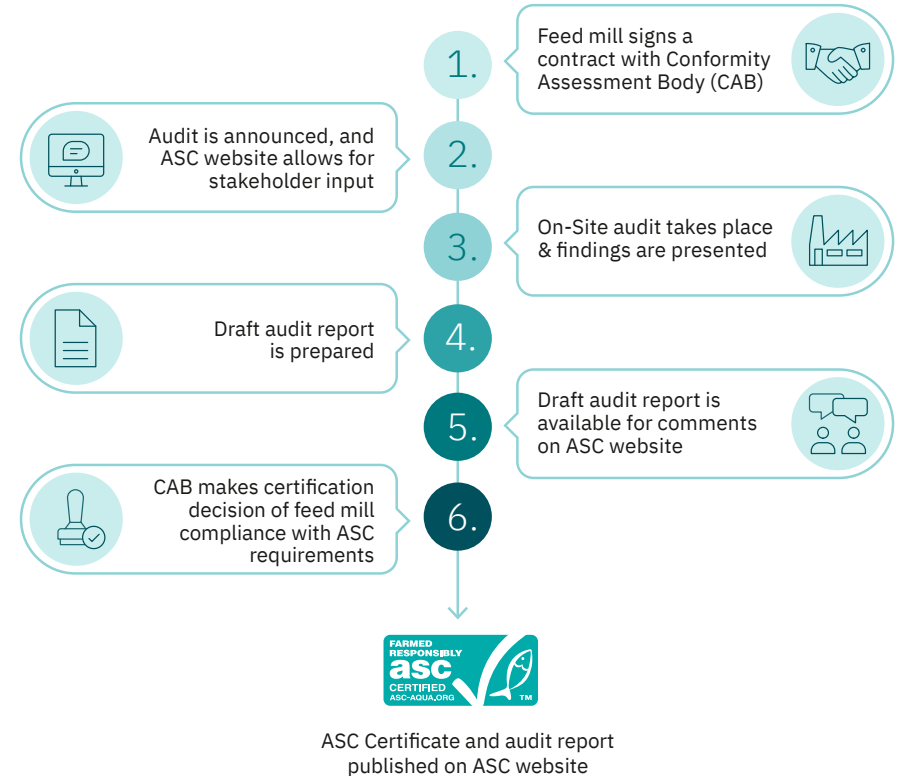 1.
Feed mill signs a
contract with Conformity
Assessment Body (CAB)
2.
Audit is announced, and
ASC website allows for
stakeholder input
3.
On-Site audit takes place
& findings are presented
4.
Draft audit report
is prepared
5.
Draft audit report is
available for comments
on ASC website
6.
CAB makes certification
decision of feed mill
compliance with ASC
requirements
FARMED
RESPONSIBLY
asc
CERTIFIED
ASC-AQUA.ORG
TM
ASC Certificate and audit report
published on ASC website